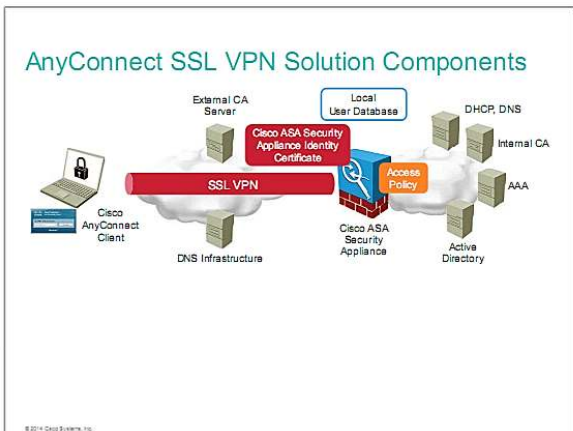 AnyConnect SSL VPN Solution Components
External CA
Server
Local
User Database
DHCP, DNS
Cisco ASA Security
Appliance Identity
Certificate
Internal CA
Access
Policy
SSL VPN
AAA
Cisco
AnyConnect
Client
DNS Infrastructure
Cisco ASA
Security
Appliance
Active
Directory
© 2014 Cisco Systems, Inc.